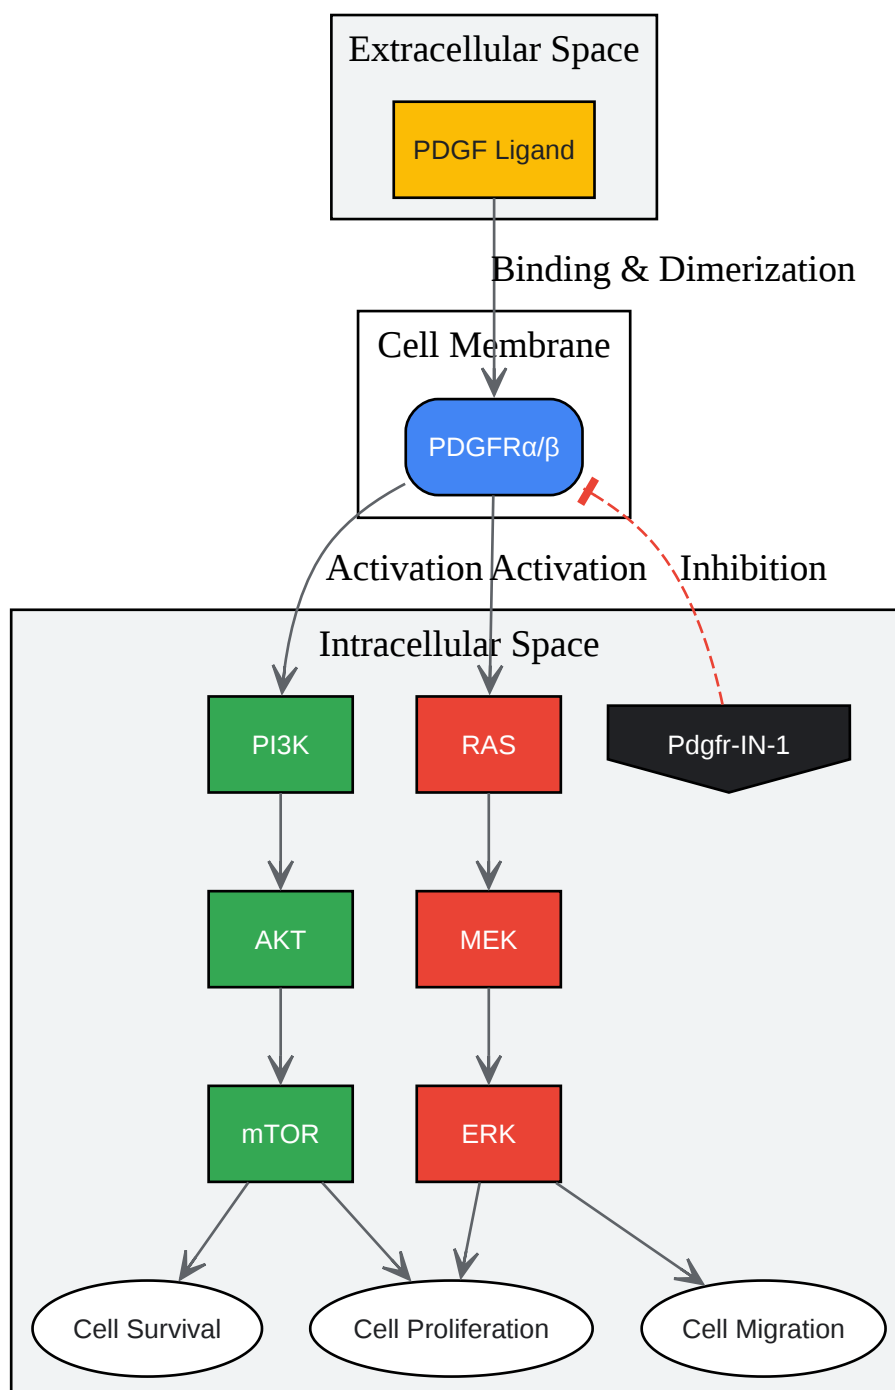 Extracellular Space
PDGF Ligand
Binding & Dimerization
Cell Membrane
PDGFRα/β
Activation
Activation
Inhibition
Intracellular Space
PI3K
RAS
Pdgfr-IN-1
AKT
MEK
mTOR
ERK
Cell Survival
Cell Proliferation
Cell Migration